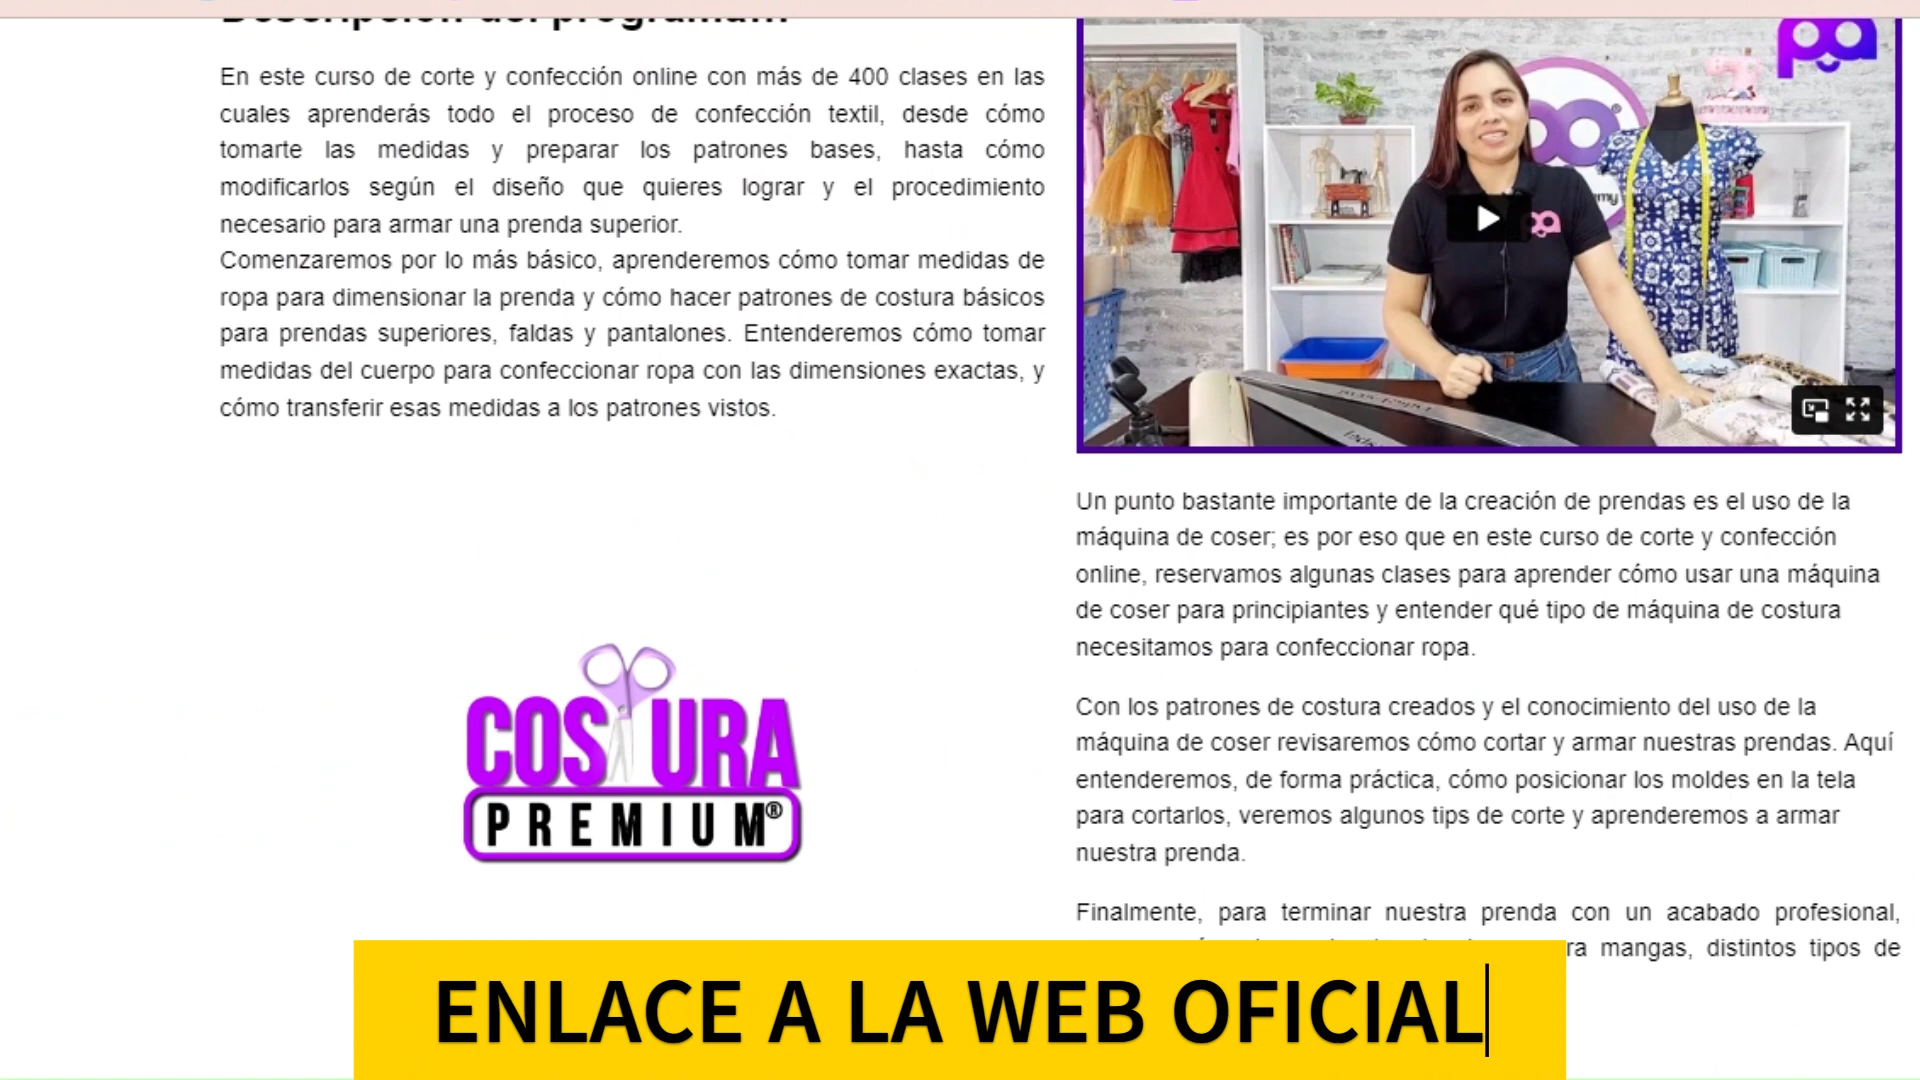 Descripción del programa...
En este curso de corte y confección online con más de 400 clases en las
cuales aprenderás todo el proceso de confección textil, desde cómo
tomarte las medidas y preparar los patrones bases, hasta cómo
modificarlos según el diseño que quieres lograr y el procedimiento
necesario para armar una prenda superior.
Comenzaremos por lo más básico, aprenderemos cómo tomar medidas de
ropa para dimensionar la prenda y cómo hacer patrones de costura básicos
para prendas superiores, faldas y pantalones. Entenderemos cómo tomar
medidas del cuerpo para confeccionar ropa con las dimensiones exactas, y
cómo transferir esas medidas a los patrones vistos.
COSTURA
PREMIUM®
pa
Un punto bastante importante de la creación de prendas es el uso de la
máquina de coser; es por eso que en este curso de corte y confección
online, reservamos algunas clases para aprender cómo usar una máquina
de coser para principiantes y entender qué tipo de máquina de costura
necesitamos para confeccionar ropa.
Con los patrones de costura creados y el conocimiento del uso de la
máquina de coser revisaremos cómo cortar y armar nuestras prendas. Aquí
entenderemos, de forma práctica, cómo posicionar los moldes en la tela
para cortarlos, veremos algunos tips de corte y aprenderemos a armar
nuestra prenda.
Finalmente, para terminar nuestra prenda con un acabado profesional,
mangas, distintos tipos de
ENLACE A LA WEB OFICIAL